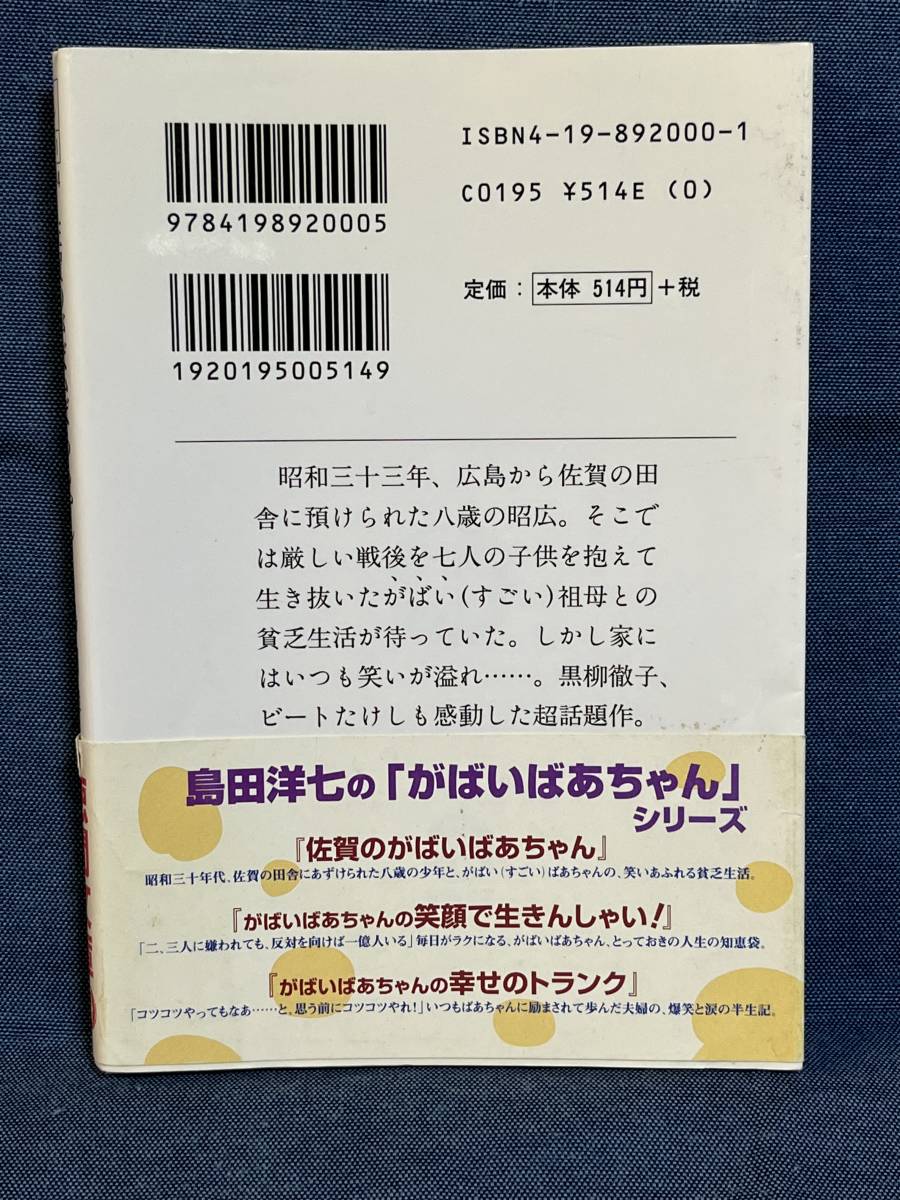 ISBN4-19-892000-1
C0195 ¥514E (0)
9784198920005
定価：本体 514円+税
1920195005149
昭和三十三年、広島から佐賀の田
舎に預けられた八歳の昭広。そこで
は厳しい戦後を七人の子供を抱えて
生き抜いたがばい(すごい)祖母との
貧乏生活が待っていた。しかし家に
はいつも笑いが溢れ……。黒柳徹子、
ビートたけしも感動した超話題作。
島田洋七の「がばいばあちゃん」
シリーズ
『佐賀のがばいばあちゃん』
昭和三十年代、佐賀の田舎にあずけられた八歳の少年と、がばい(すごい)ばあちゃんの、笑いあふれる貧乏生活。
『がばいばあちゃんの笑顔で生きんしゃい！』
「二、三人に嫌われても、反対を向けば一億人いる」毎日がラクになる、がばいばあちゃん、とっておきの人生の知恵袋。
『がばいばあちゃんの幸せのトランク』
「コツコツやってもなあ……と、思う前にコツコツやれ！」いつもばあちゃんに励まされて歩んだ夫婦の、爆笑と涙の半生記。